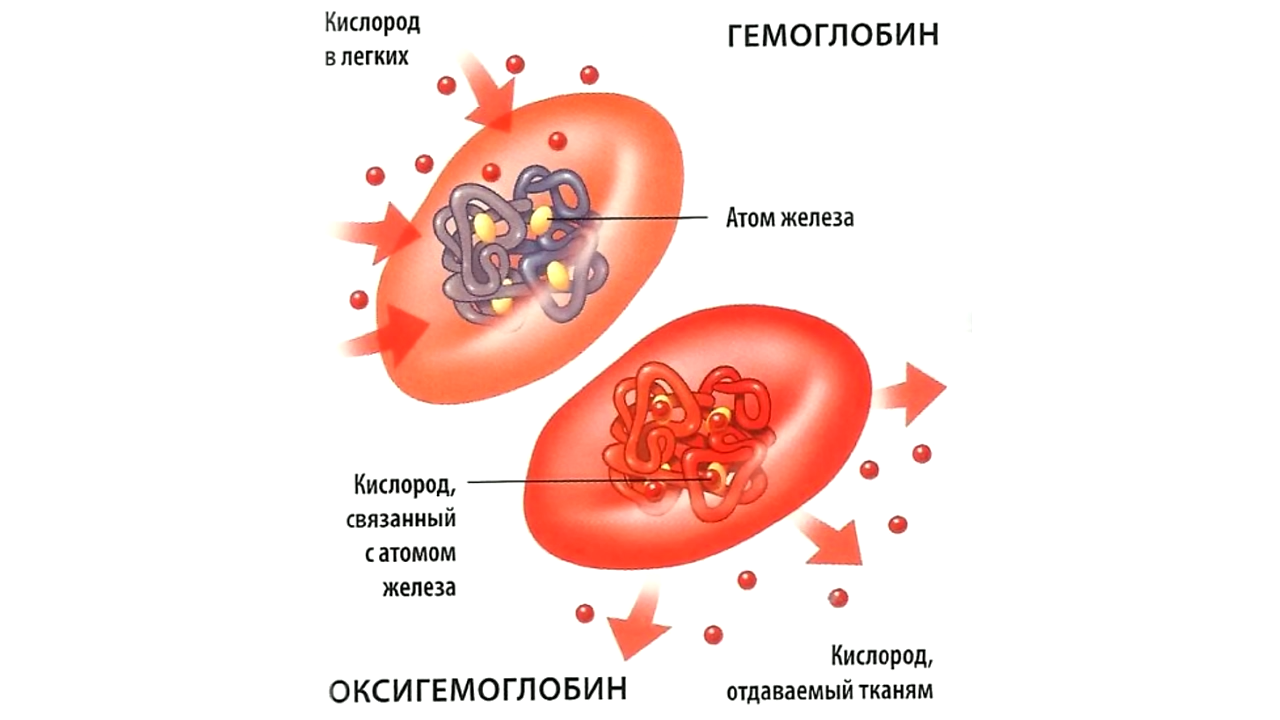 Кислород
в легких
ГЕМОГЛОБИН
Атом железа
Кислород,
связанный
с атомом
железа
Кислород,
отдаваемый тканям
ОКСИГЕМОГЛОБИН